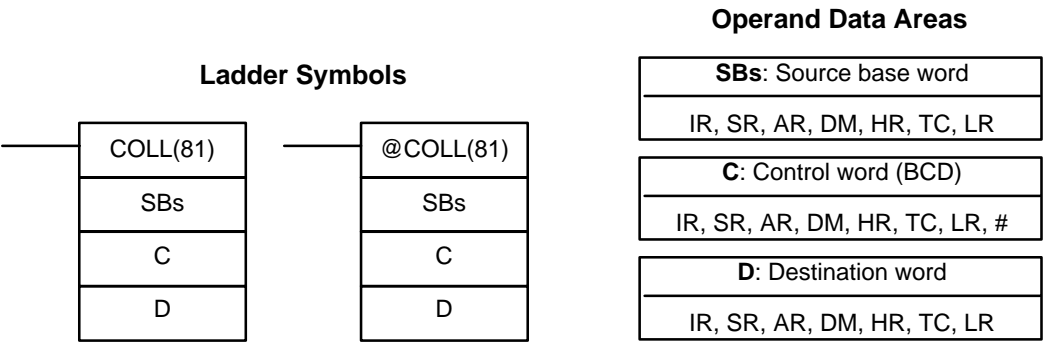 Ladder Symbols
COLL(81)
SBs
C
D
@COLL(81)
SBs
C
D
Operand Data Areas
SBs: Source base word
IR, SR, AR, DM, HR, TC, LR
C: Control word (BCD)
IR, SR, AR, DM, HR, TC, LR, #
D: Destination word
IR, SR, AR, DM, HR, TC, LR